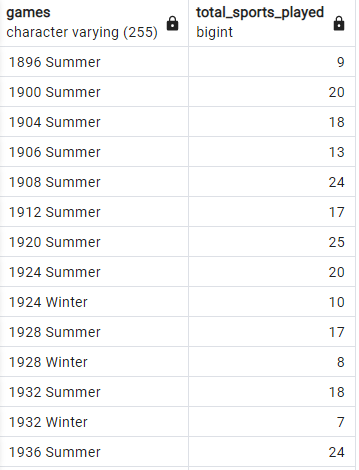 games total_sports_played
character varying (255) bigint
1896 Summer 9
1900 Summer 20
1904 Summer 18
1906 Summer 13
1908 Summer 24
1912 Summer 17
1920 Summer 25
1924 Summer 20
1924 Winter 10
1928 Summer 17
1928 Winter 8
1932 Summer 18
1932 Winter 7
1936 Summer 24